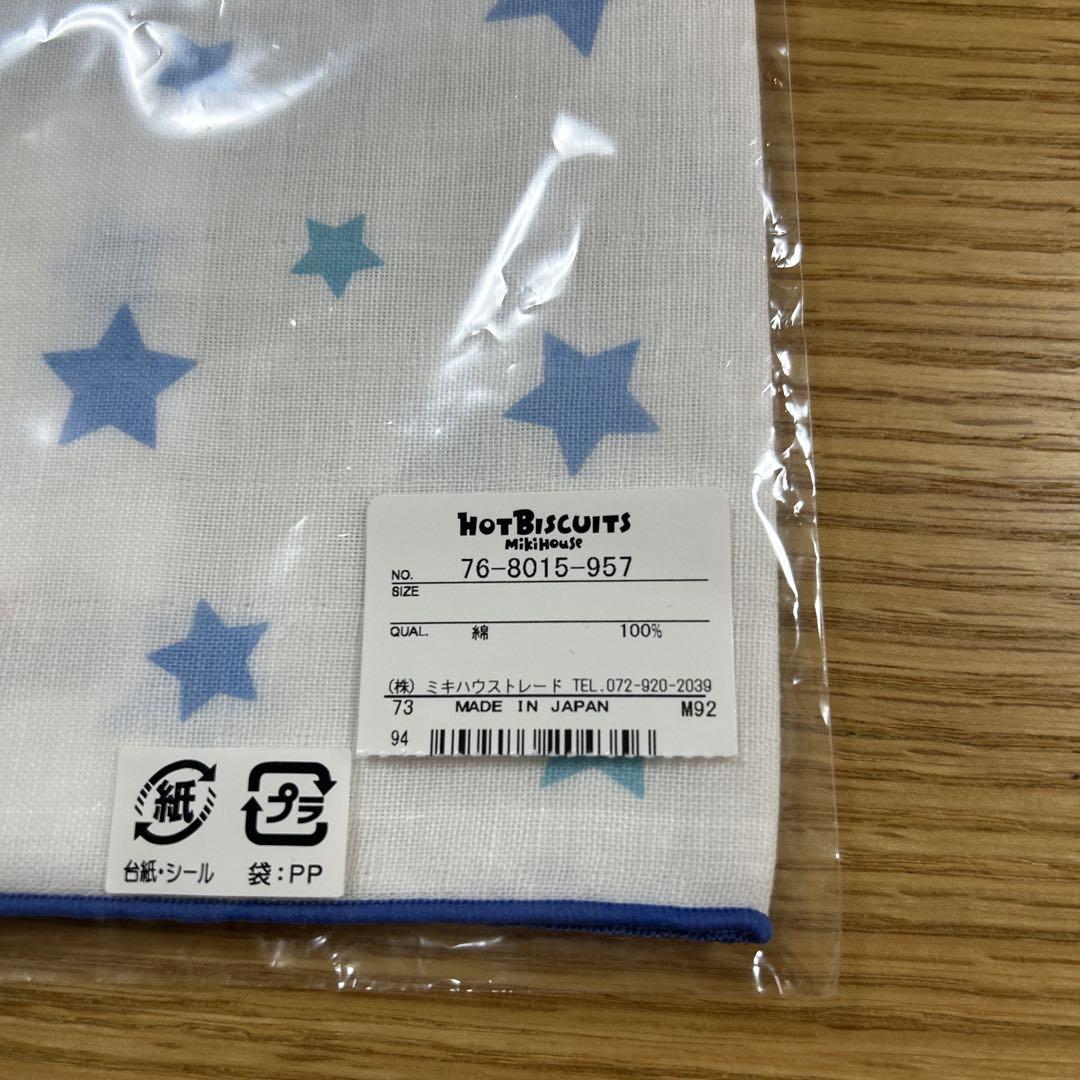 HOTBISCUITS
MikiHouse
NO. 76-8015-957
SIZE
QUAL. 綿 100%
(株) ミキハウストレード TEL.072-920-2039
73 MADE IN JAPAN M92
94
紙 プラ
台紙・シール 袋:PP